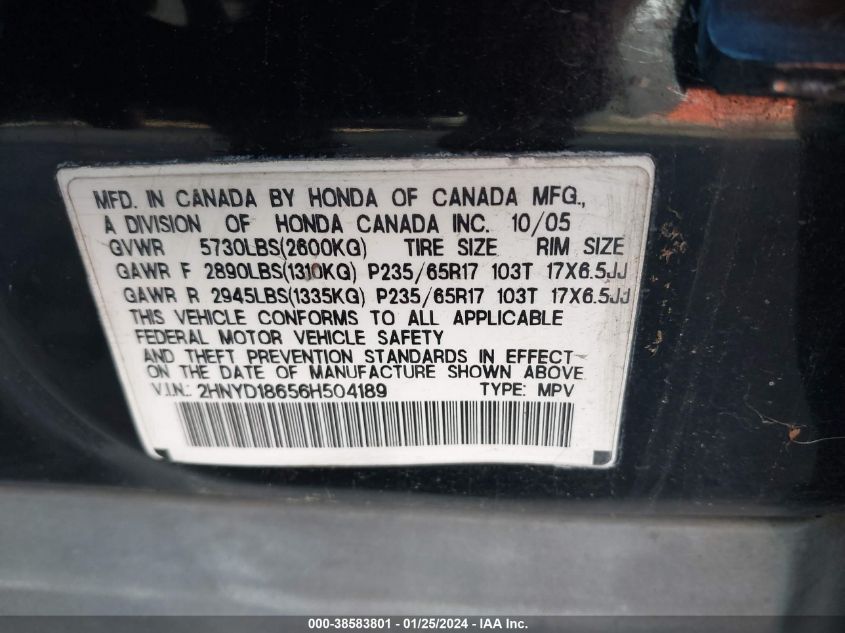 MFD. IN CANADA BY HONDA OF CANADA MFG.,
A DIVISION OF HONDA CANADA INC. 10/05
GVWR 5730LBS(2600KG) TIRE SIZE RIM SIZE
GAWR F 2890LBS(1310KG) P235/65R17 103T 17X6.5JJ
GAWR R 2945LBS(1335KG) P235/65R17 103T 17X6.5JJ
THIS VEHICLE CONFORMS TO ALL APPLICABLE
FEDERAL MOTOR VEHICLE SAFETY
AND THEFT PREVENTION STANDARDS IN EFFECT
ON THE DATE OF MANUFACTURE SHOWN ABOVE
V.I.N.: 2HNYD18656H504189 TYPE: MPV
000-38583801 - 01/25/2024 - IAA Inc.